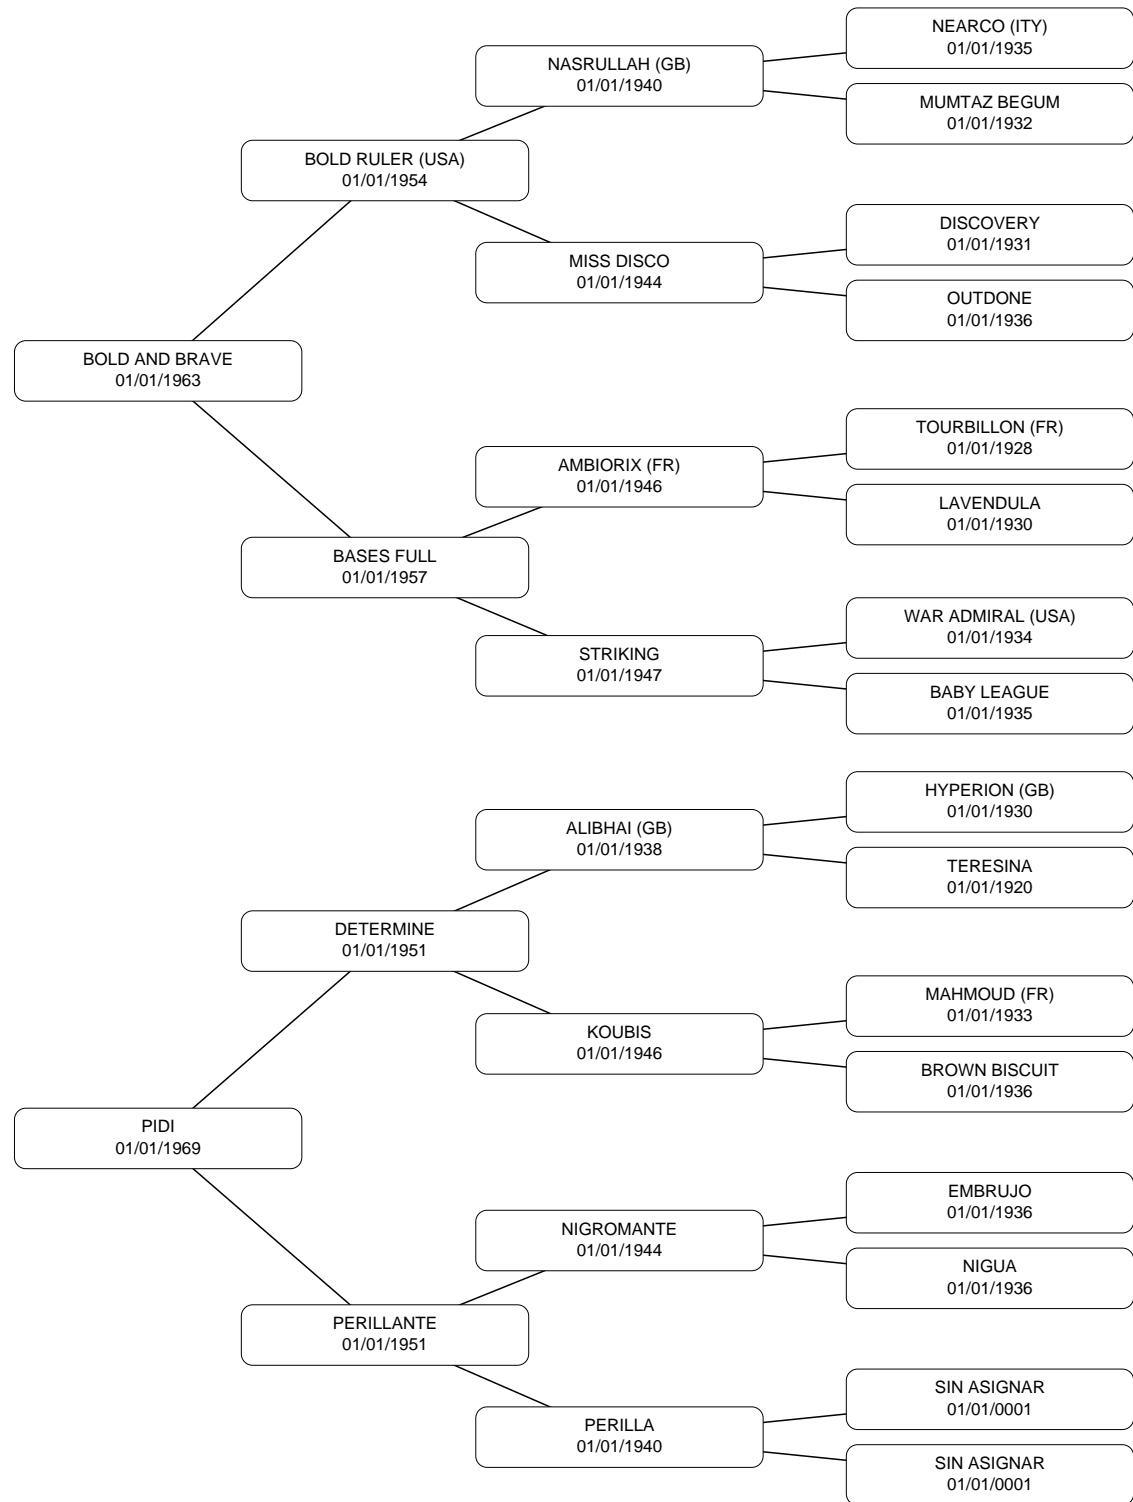 NEARCO (ITY)
01/01/1935
NASRULLAH (GB)
01/01/1940
MUMTAZ BEGUM
01/01/1932
BOLD RULER (USA)
01/01/1954
DISCOVERY
01/01/1931
MISS DISCO
01/01/1944
OUTDONE
01/01/1936
BOLD AND BRAVE
01/01/1963
TOURBILLON (FR)
01/01/1928
AMBIORIX (FR)
01/01/1946
LAVENDULA
01/01/1930
BASES FULL
01/01/1957
WAR ADMIRAL (USA)
01/01/1934
STRIKING
01/01/1947
BABY LEAGUE
01/01/1935
HYPERION (GB)
01/01/1930
ALIBHAI (GB)
01/01/1938
TERESINA
01/01/1920
DETERMINE
01/01/1951
MAHMOUD (FR)
01/01/1933
KOUBIS
01/01/1946
BROWN BISCUIT
01/01/1936
PIDI
01/01/1969
EMBRUJO
01/01/1936
NIGROMANTE
01/01/1944
NIGUA
01/01/1936
PERILLANTE
01/01/1951
SIN ASIGNAR
01/01/0001
PERILLA
01/01/1940
SIN ASIGNAR
01/01/0001